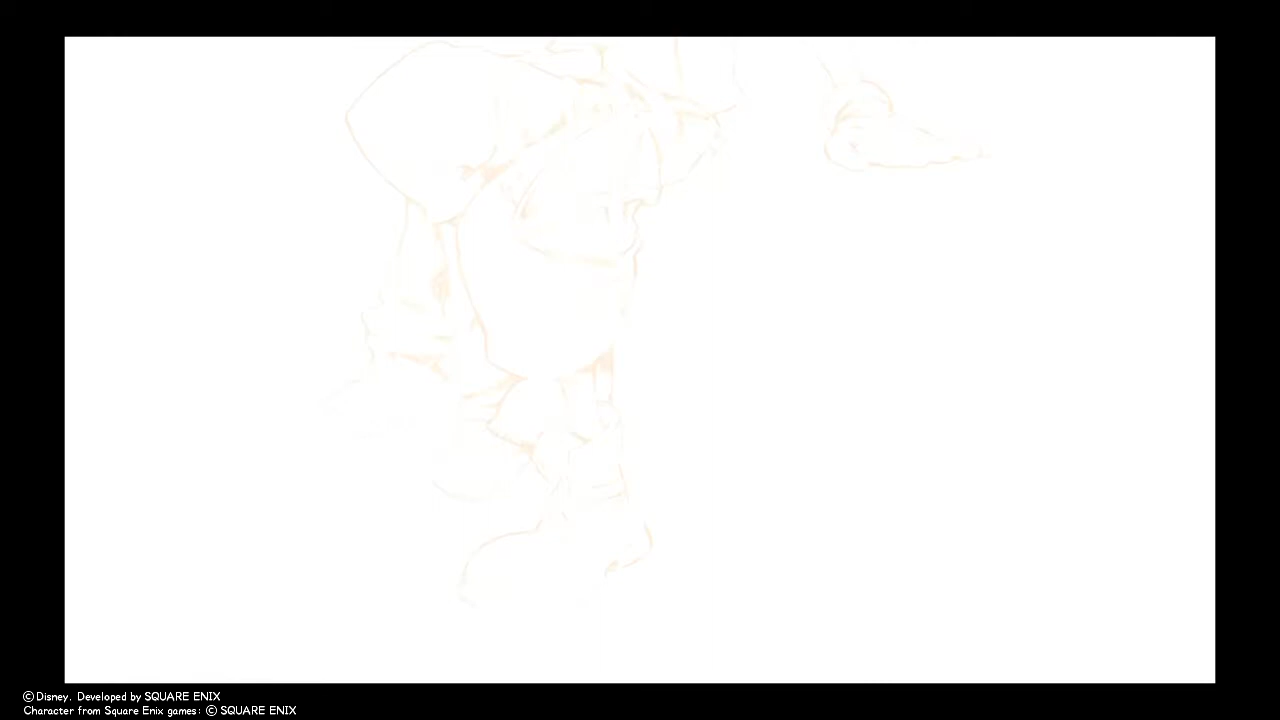 ©Disney. Developed by SQUARE ENIX
Character from Square Enix games: © SQUARE ENIX